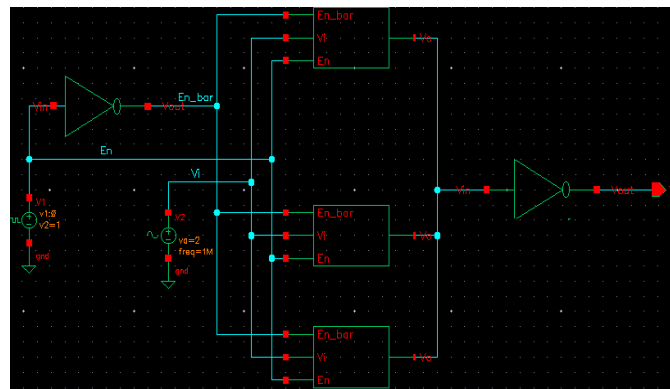 En_bar
Vi
Vo
En
Vin
Vout
En_bar
En
Vi
V1
v1:0
v2=1
gnd
V2
va=2
freq=1M
gnd
En_bar
Vi
Vo
En
Vin
Vout
En_bar
Vi
Vo
En